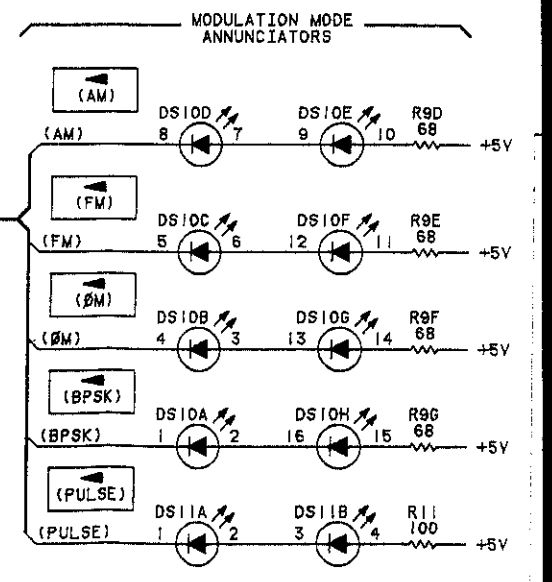 MODULATION MODE
ANNUNCIATORS
(AM)
DS10D DS10E R9D
(AM) 8 7 9 10 68 +5V
(FM)
DS10C DS10F R9E
(FM) 5 6 12 11 68 +5V
(ØM)
DS10B DS10G R9F
(ØM) 4 3 13 14 68 +5V
(BPSK)
DS10A DS10H R9G
(BPSK) 1 2 16 15 68 +5V
(PULSE)
DS11A DS11B R11
(PULSE) 1 2 3 4 100 +5V